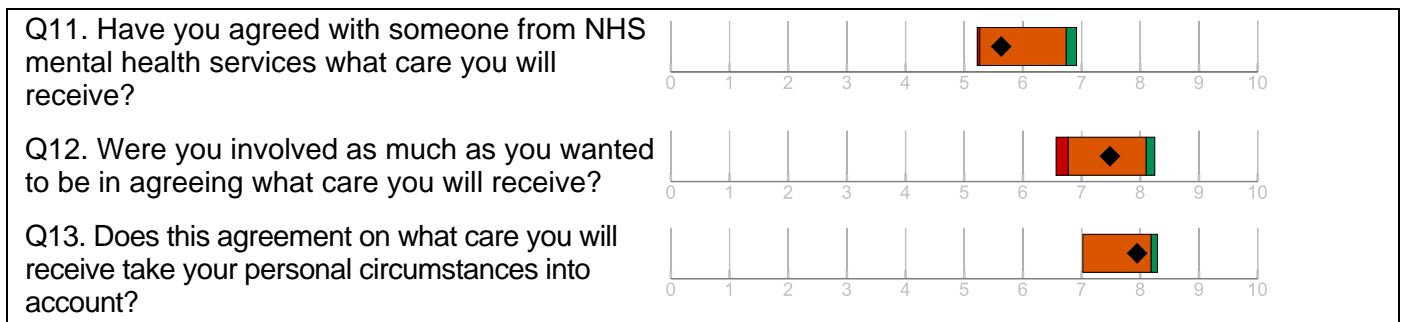 Q11. Have you agreed with someone from NHS
mental health services what care you will
receive?
0 1 2 3 4 5 6 7 8 9 10
Q12. Were you involved as much as you wanted
to be in agreeing what care you will receive?
0 1 2 3 4 5 6 7 8 9 10
Q13. Does this agreement on what care you will
receive take your personal circumstances into
account?
0 1 2 3 4 5 6 7 8 9 10